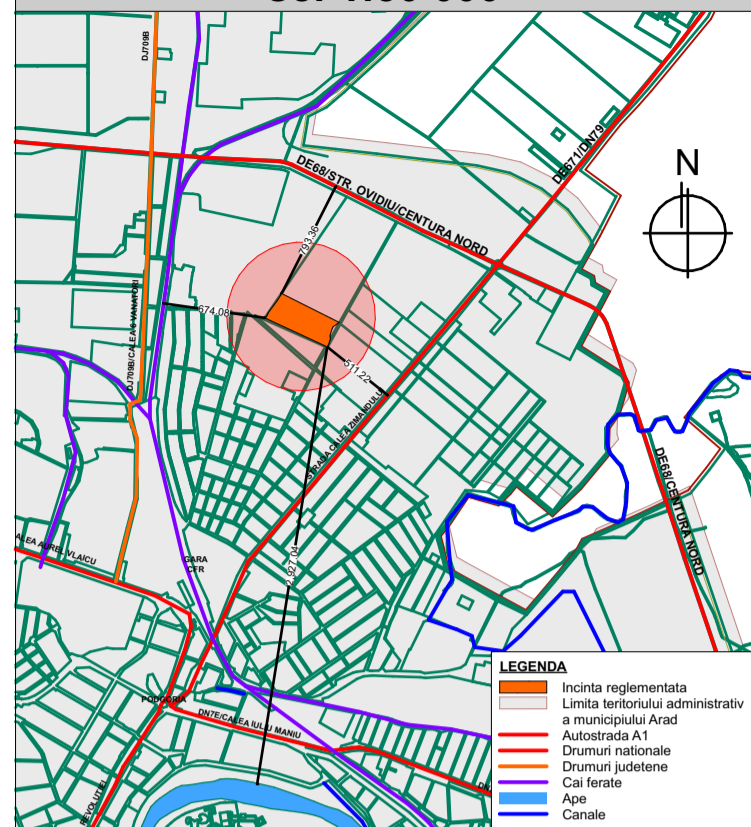 DJ709B
DE68/STR. OVIDIU/CENTURA NORD
DE671/DN79
N
793.36
674.08
511.22
DJ709B/CALEA 6 VANATORI
STRADA CALEA ZIMANDULUI
DE68/CENTURA NORD
2,927.04
ALEA AUREL VLAICU
GARA
CFR
PODGORIA
DN7E/CALEA IULIU MANIU
REVOLUTIEI
LEGENDA
Incinta reglementata
Limita teritoriului administrativ
a municipiului Arad
Autostrada A1
Drumuri nationale
Drumuri judetene
Cai ferate
Ape
Canale